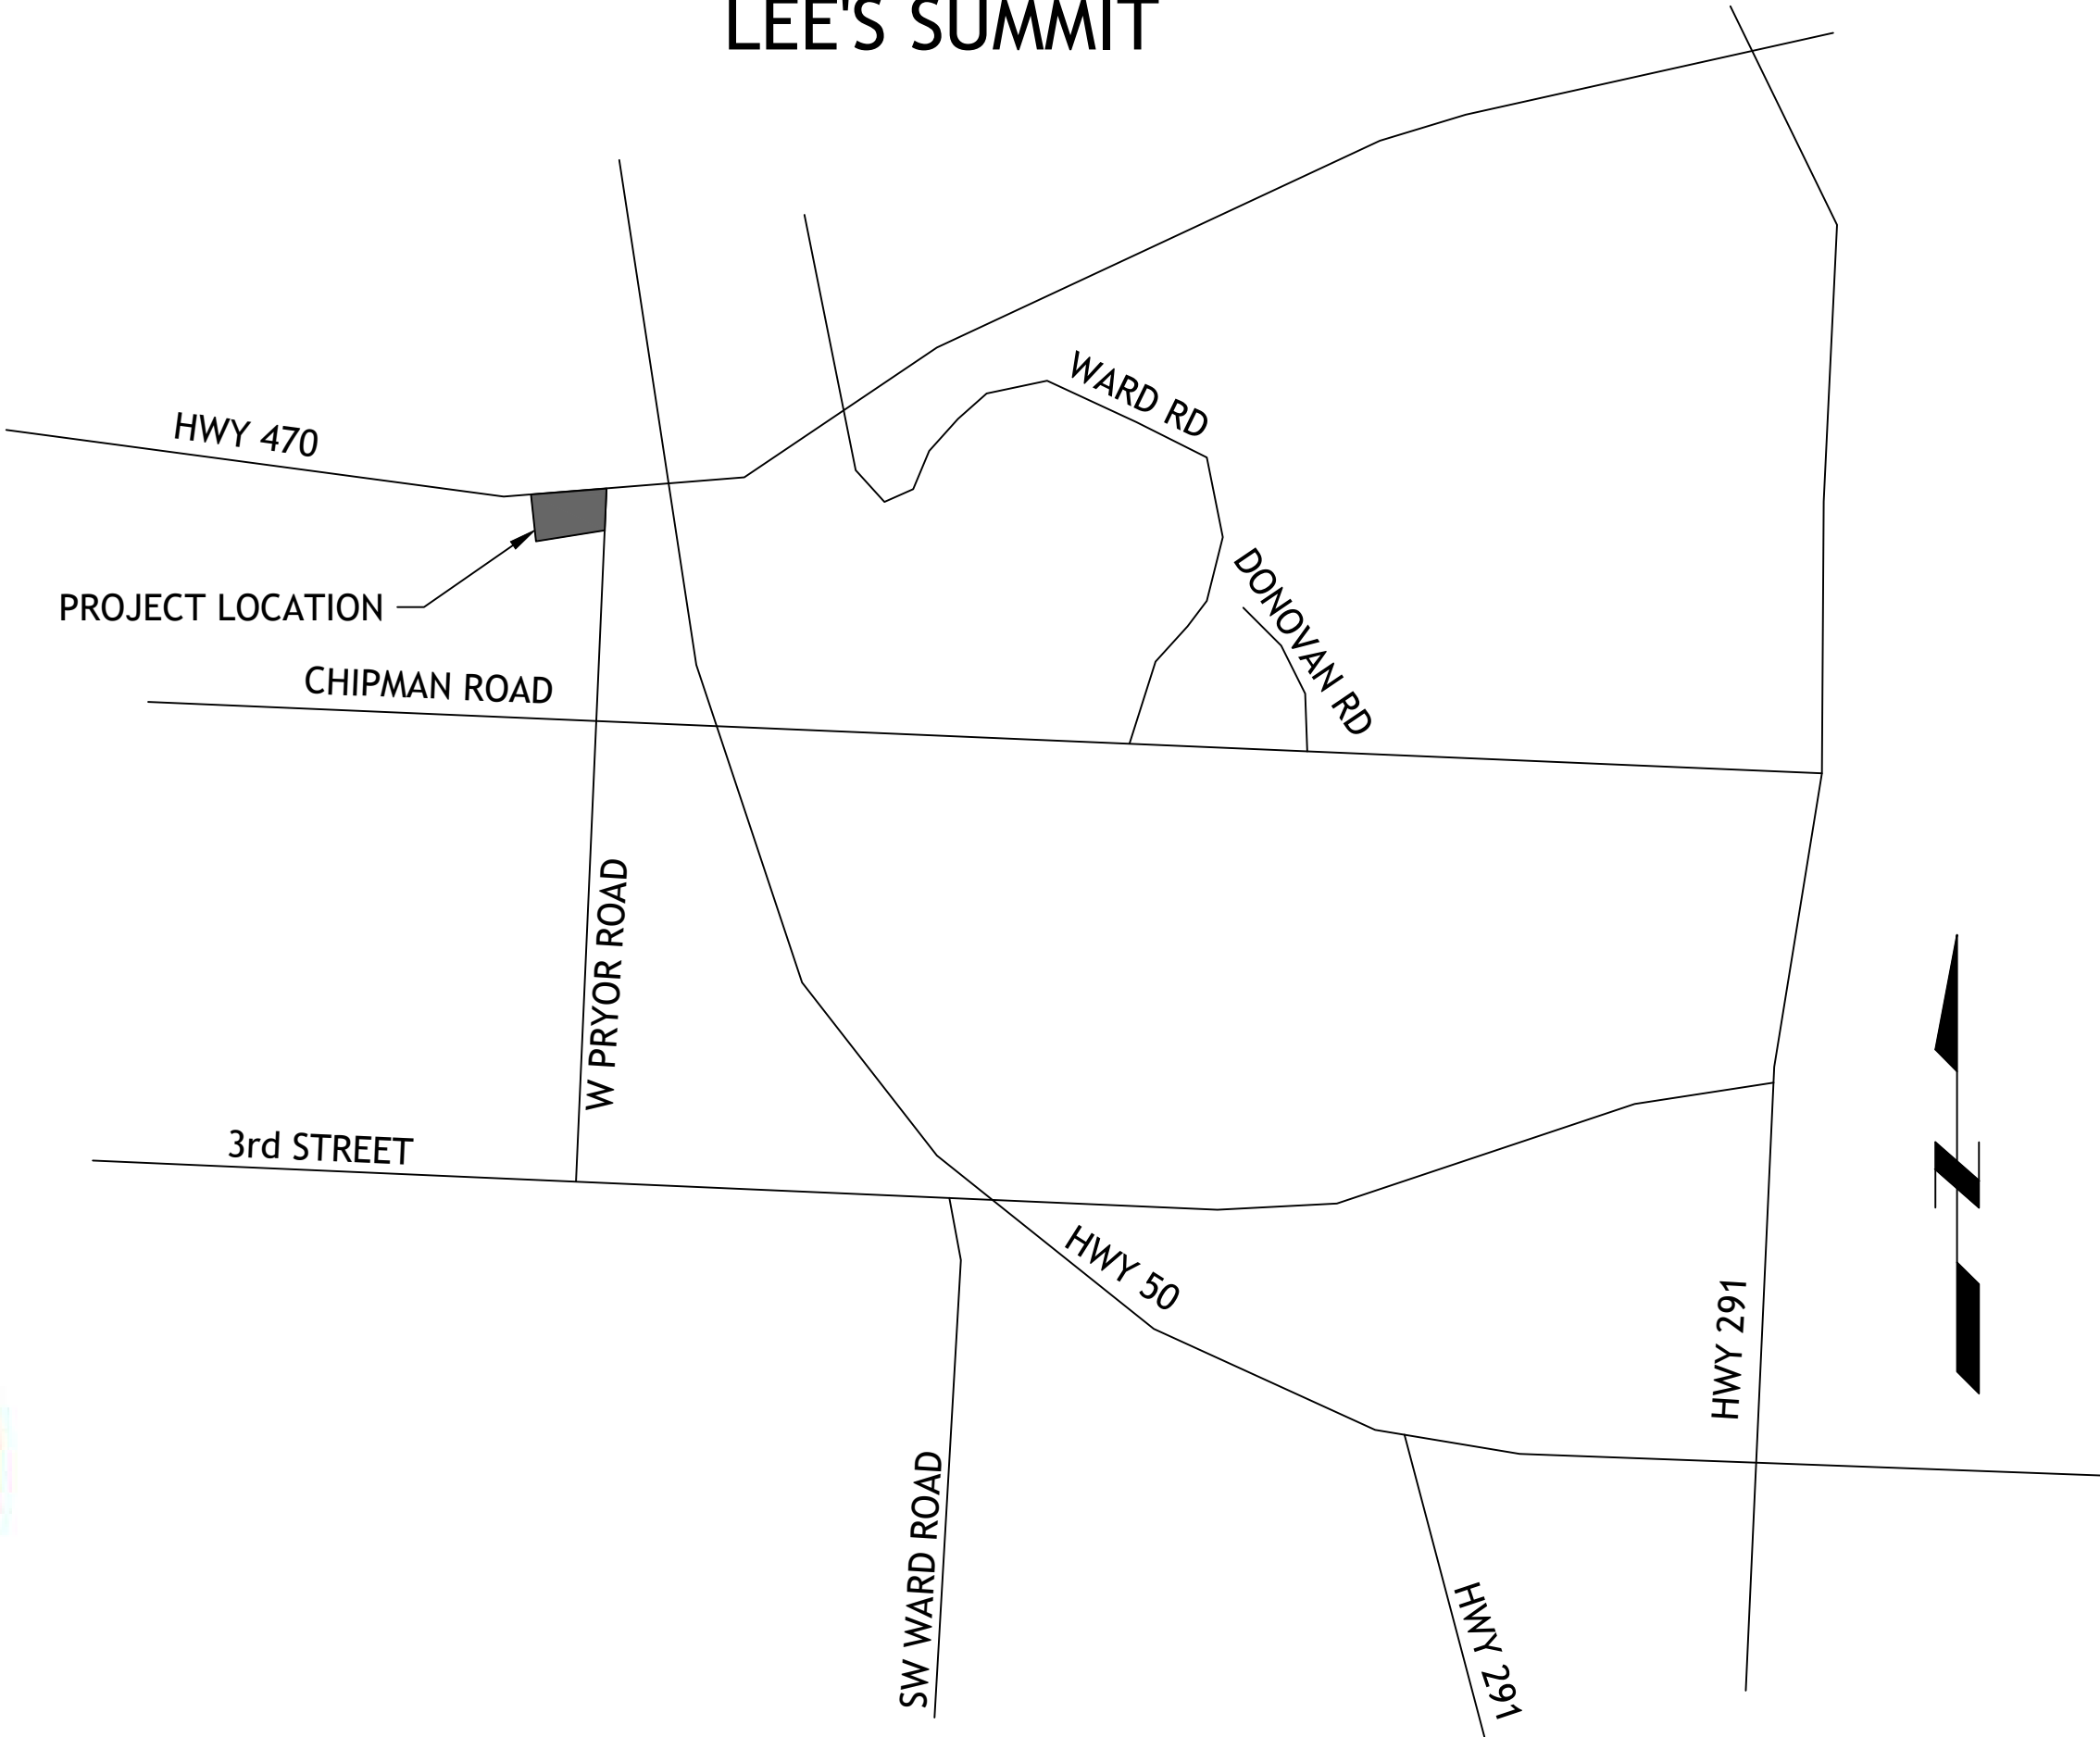 LEE'S SUMMIT
WARD RD
HWY 470
DONOVAN RD
PROJECT LOCATION
CHIPMAN ROAD
W PRYOR ROAD
3rd STREET
N
HWY 50
HWY 291
SW WARD ROAD
HWY 291